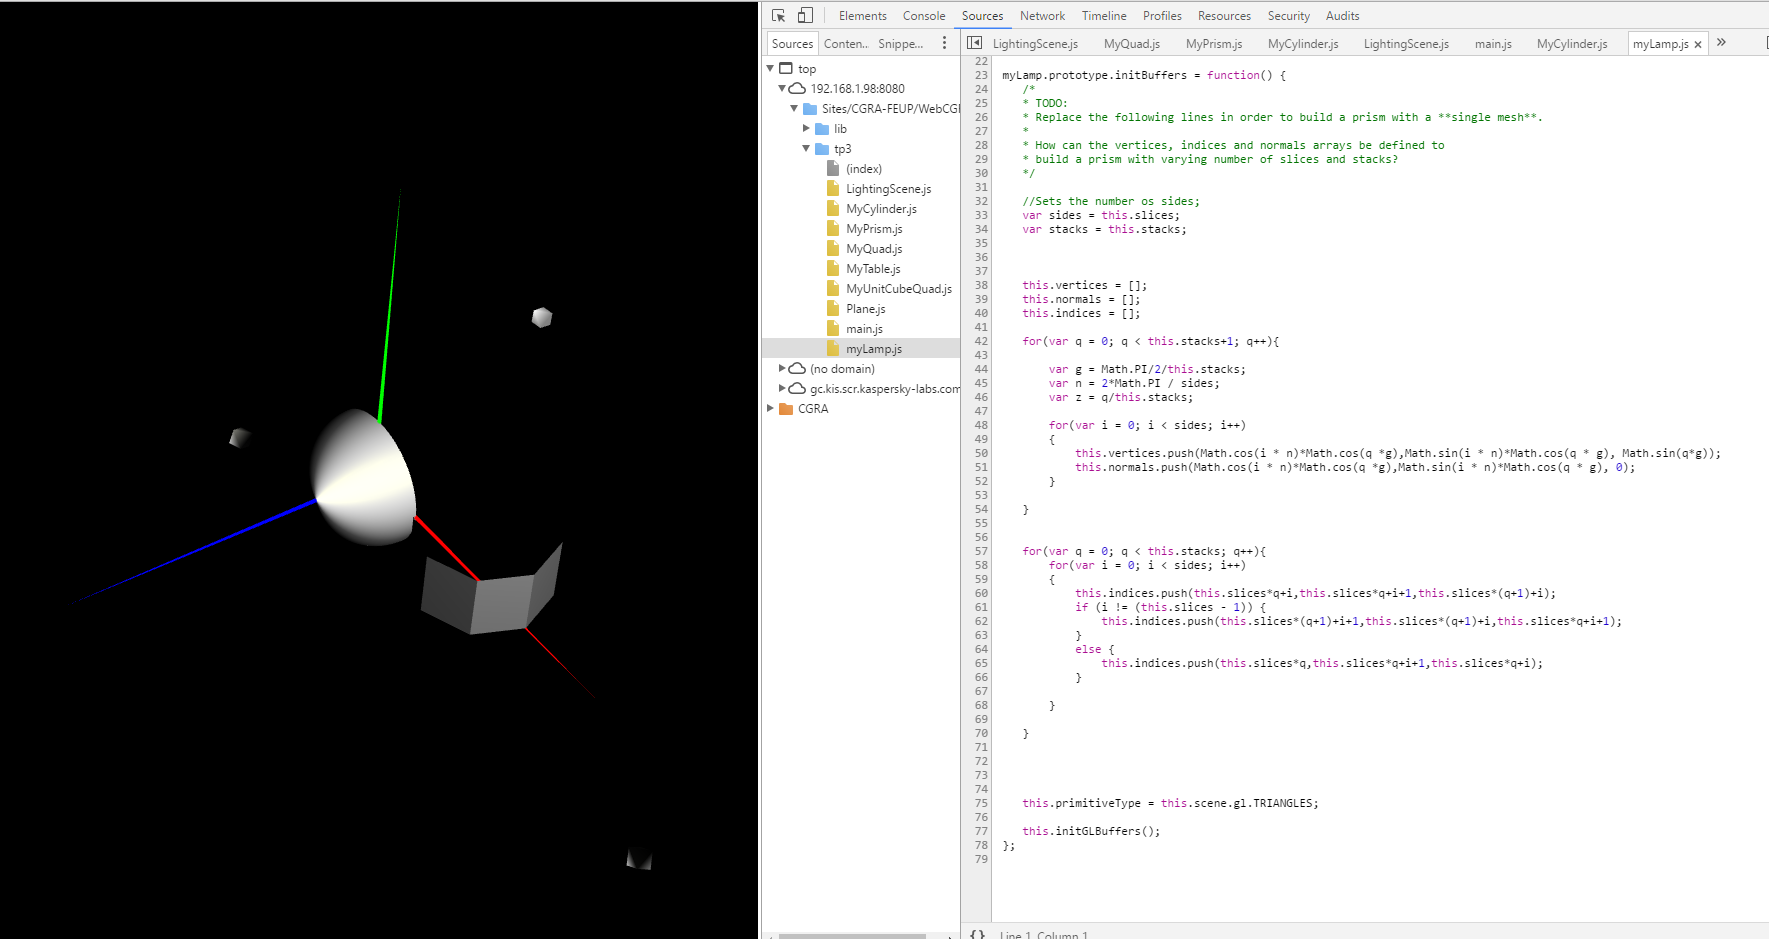 Elements Console Sources Network Timeline Profiles Resources Security Audits
Sources Conten... Snippe...
LightingScene.js MyQuad.js MyPrism.js MyCylinder.js LightingScene.js main.js MyCylinder.js myLamp.js × »
top
192.168.1.98:8080
Sites/CGRA-FEUP/WebCGI
lib
tp3
(index)
LightingScene.js
MyCylinder.js
MyPrism.js
MyQuad.js
MyTable.js
MyUnitCubeQuad.js
Plane.js
main.js
myLamp.js
(no domain)
gc.kis.scr.kaspersky-labs.com
CGRA
22
23 myLamp.prototype.initBuffers = function() {
24 /*
25 * TODO:
26 * Replace the following lines in order to build a prism with a **single mesh**.
27 *
28 * How can the vertices, indices and normals arrays be defined to
29 * build a prism with varying number of slices and stacks?
30 */
31
32 //Sets the number os sides;
33 var sides = this.slices;
34 var stacks = this.stacks;
35
36
37
38 this.vertices = [];
39 this.normals = [];
40 this.indices = [];
41
42 for(var q = 0; q < this.stacks+1; q++){
43
44 var g = Math.PI/2/this.stacks;
45 var n = 2*Math.PI / sides;
46 var z = q/this.stacks;
47
48 for(var i = 0; i < sides; i++)
49 {
50 this.vertices.push(Math.cos(i * n)*Math.cos(q *g),Math.sin(i * n)*Math.cos(q * g), Math.sin(q*g));
51 this.normals.push(Math.cos(i * n)*Math.cos(q *g),Math.sin(i * n)*Math.cos(q * g), 0);
52 }
53
54 }
55
56
57 for(var q = 0; q < this.stacks; q++){
58 for(var i = 0; i < sides; i++)
59 {
60 this.indices.push(this.slices*q+i,this.slices*q+i+1,this.slices*(q+1)+i);
61 if (i != (this.slices - 1)) {
62 this.indices.push(this.slices*(q+1)+i+1,this.slices*(q+1)+i,this.slices*q+i+1);
63 }
64 else {
65 this.indices.push(this.slices*q,this.slices*q+i+1,this.slices*q+i);
66 }
67
68 }
69
70 }
71
72
73
74
75 this.primitiveType = this.scene.gl.TRIANGLES;
76
77 this.initGLBuffers();
78 };
79
{} Line 1, Column 1